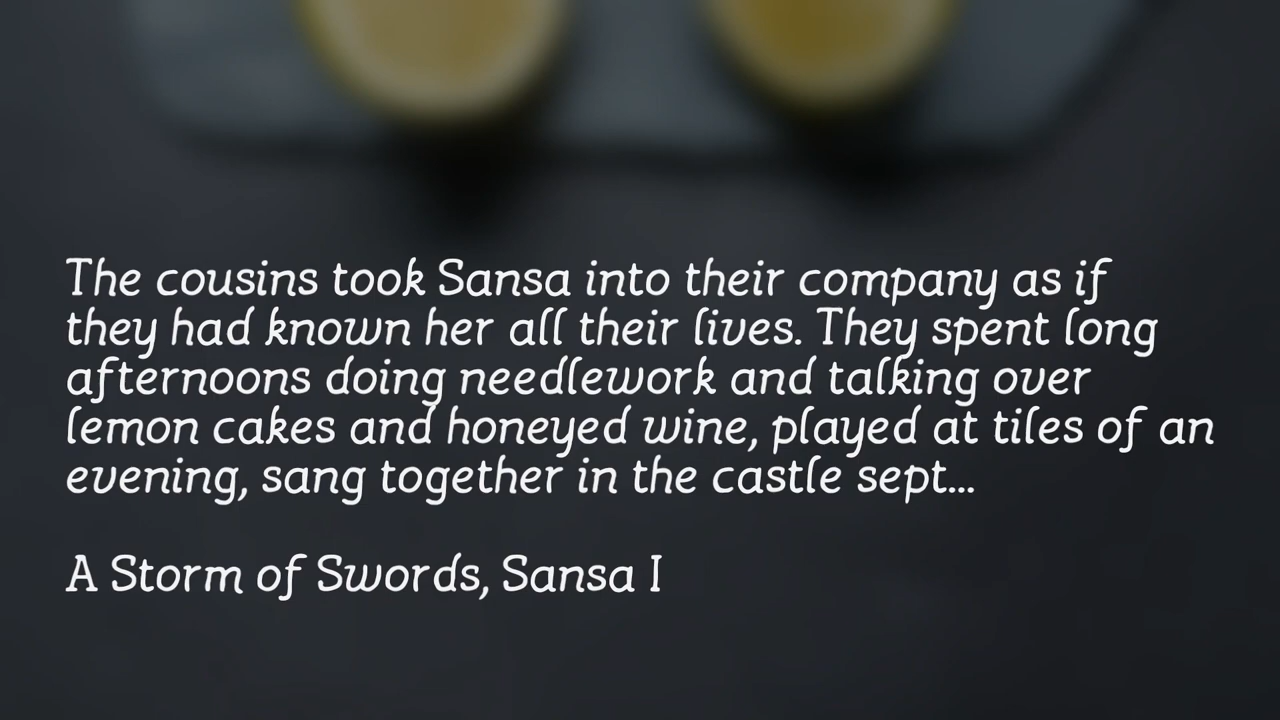 The cousins took Sansa into their company as if
they had known her all their lives. They spent long
afternoons doing needlework and talking over
lemon cakes and honeyed wine, played at tiles of an
evening, sang together in the castle sept...
A Storm of Swords, Sansa I